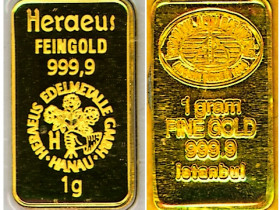 Heraeus
FEINGOLD
999,9
HERAEUS EDELMETALLE GMBH
HANAU
H
1g
1 gram
FINE GOLD
999.9
istanbul